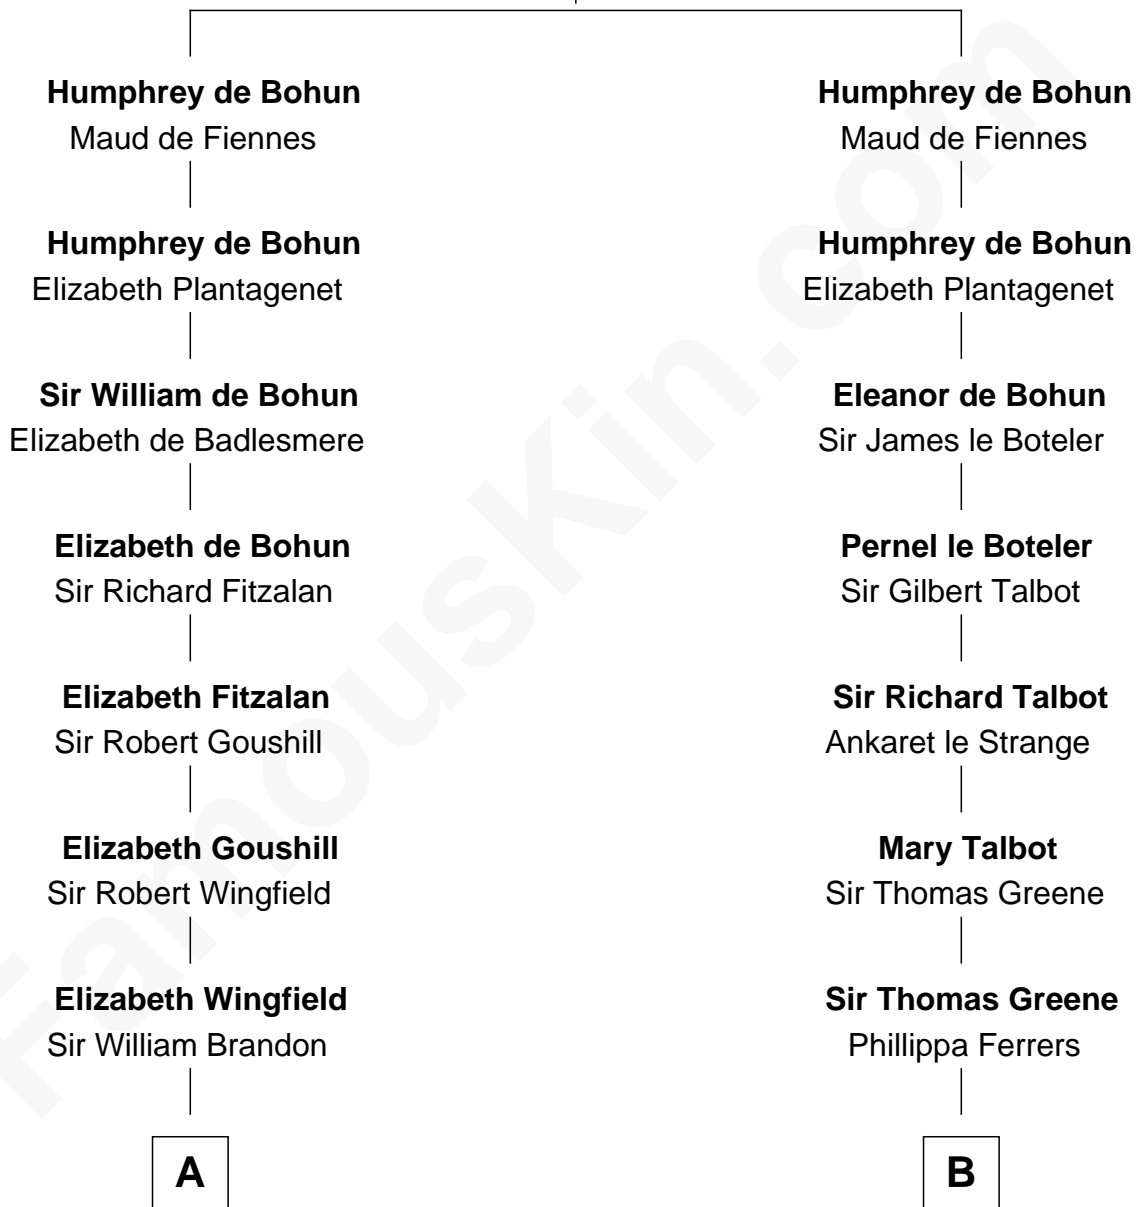 Humphrey de Bohun
Maud de Fiennes
Humphrey de Bohun
Elizabeth Plantagenet
Sir William de Bohun
Elizabeth de Badlesmere
Elizabeth de Bohun
Sir Richard Fitzalan
Elizabeth Fitzalan
Sir Robert Goushill
Elizabeth Goushill
Sir Robert Wingfield
Elizabeth Wingfield
Sir William Brandon
A
Humphrey de Bohun
Maud de Fiennes
Humphrey de Bohun
Elizabeth Plantagenet
Eleanor de Bohun
Sir James le Boteler
Pernel le Boteler
Sir Gilbert Talbot
Sir Richard Talbot
Ankaret le Strange
Mary Talbot
Sir Thomas Greene
Sir Thomas Greene
Phillippa Ferrers
B
FamousKin.com